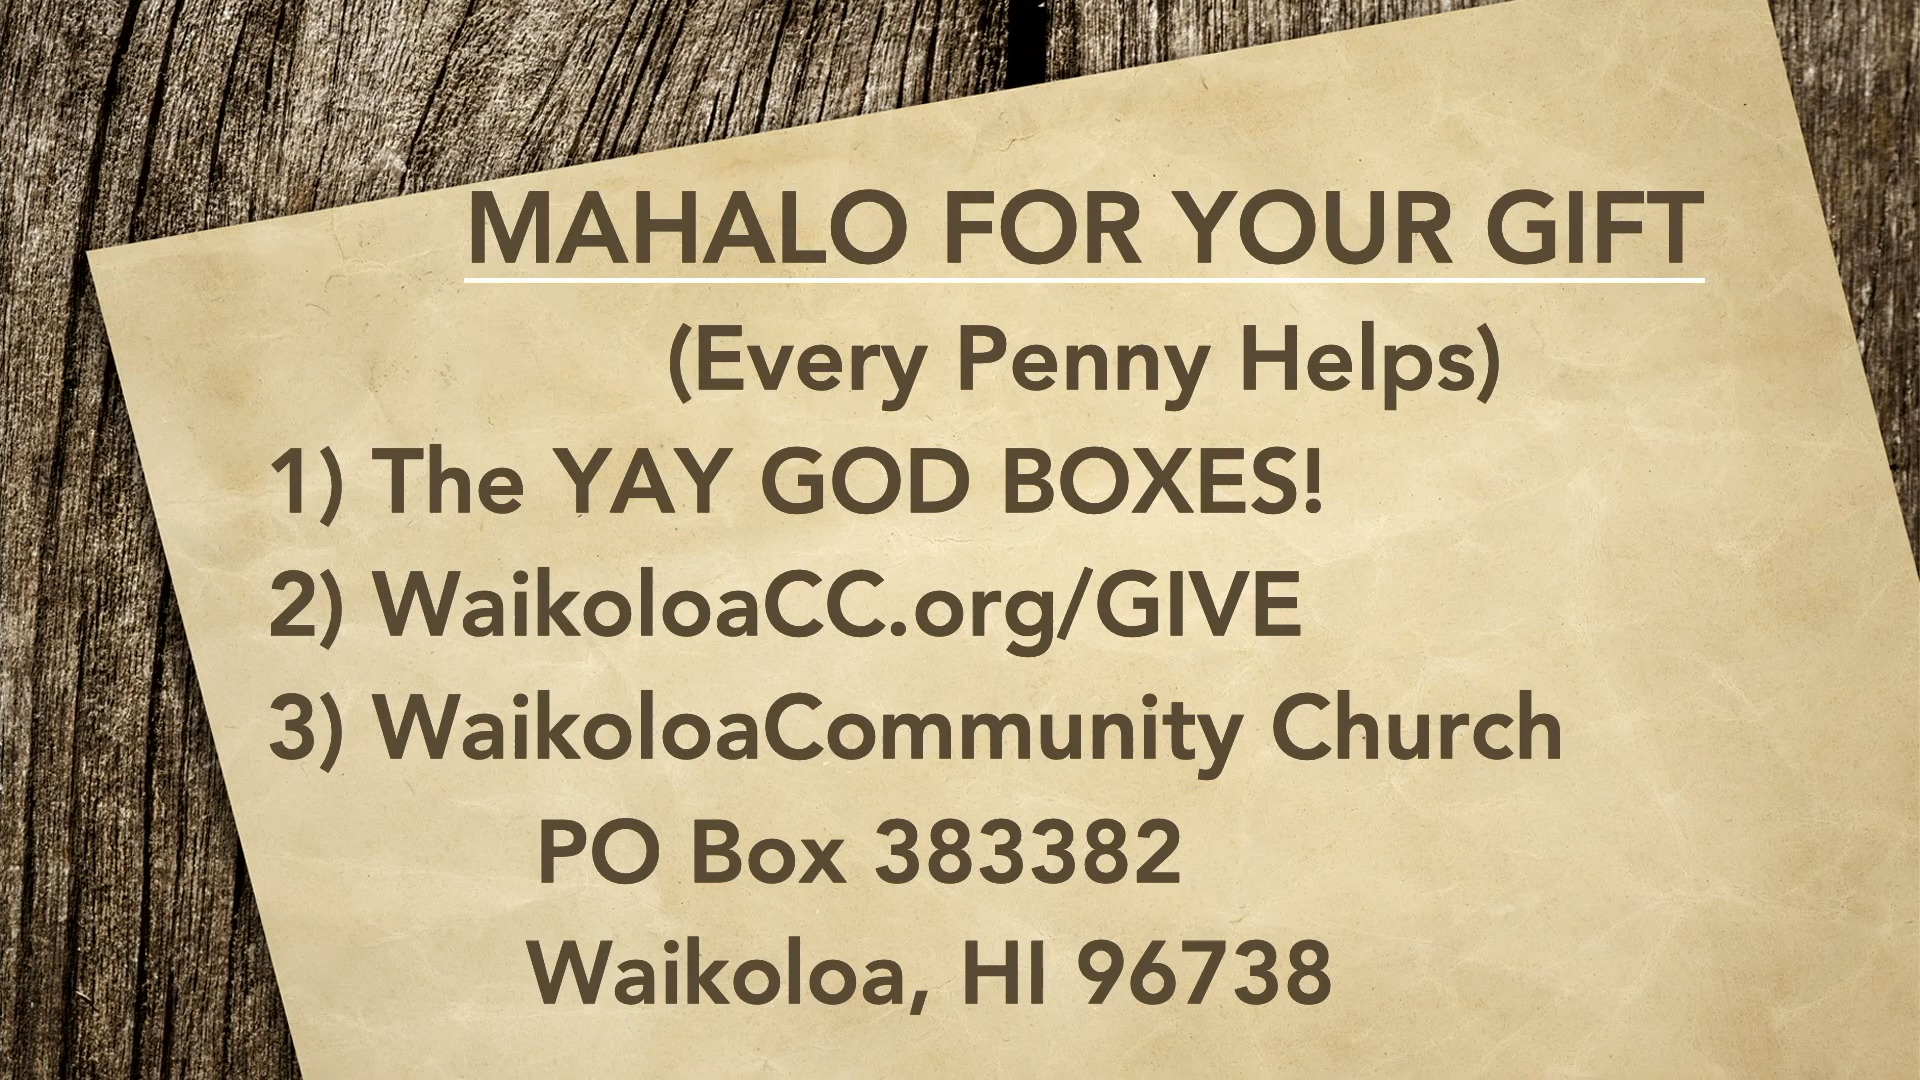 MAHALO FOR YOUR GIFT
(Every Penny Helps)
1) The YAY GOD BOXES!
2) WaikoloaCC.org/GIVE
3) WaikoloaCommunity Church
PO Box 383382
Waikoloa, HI 96738